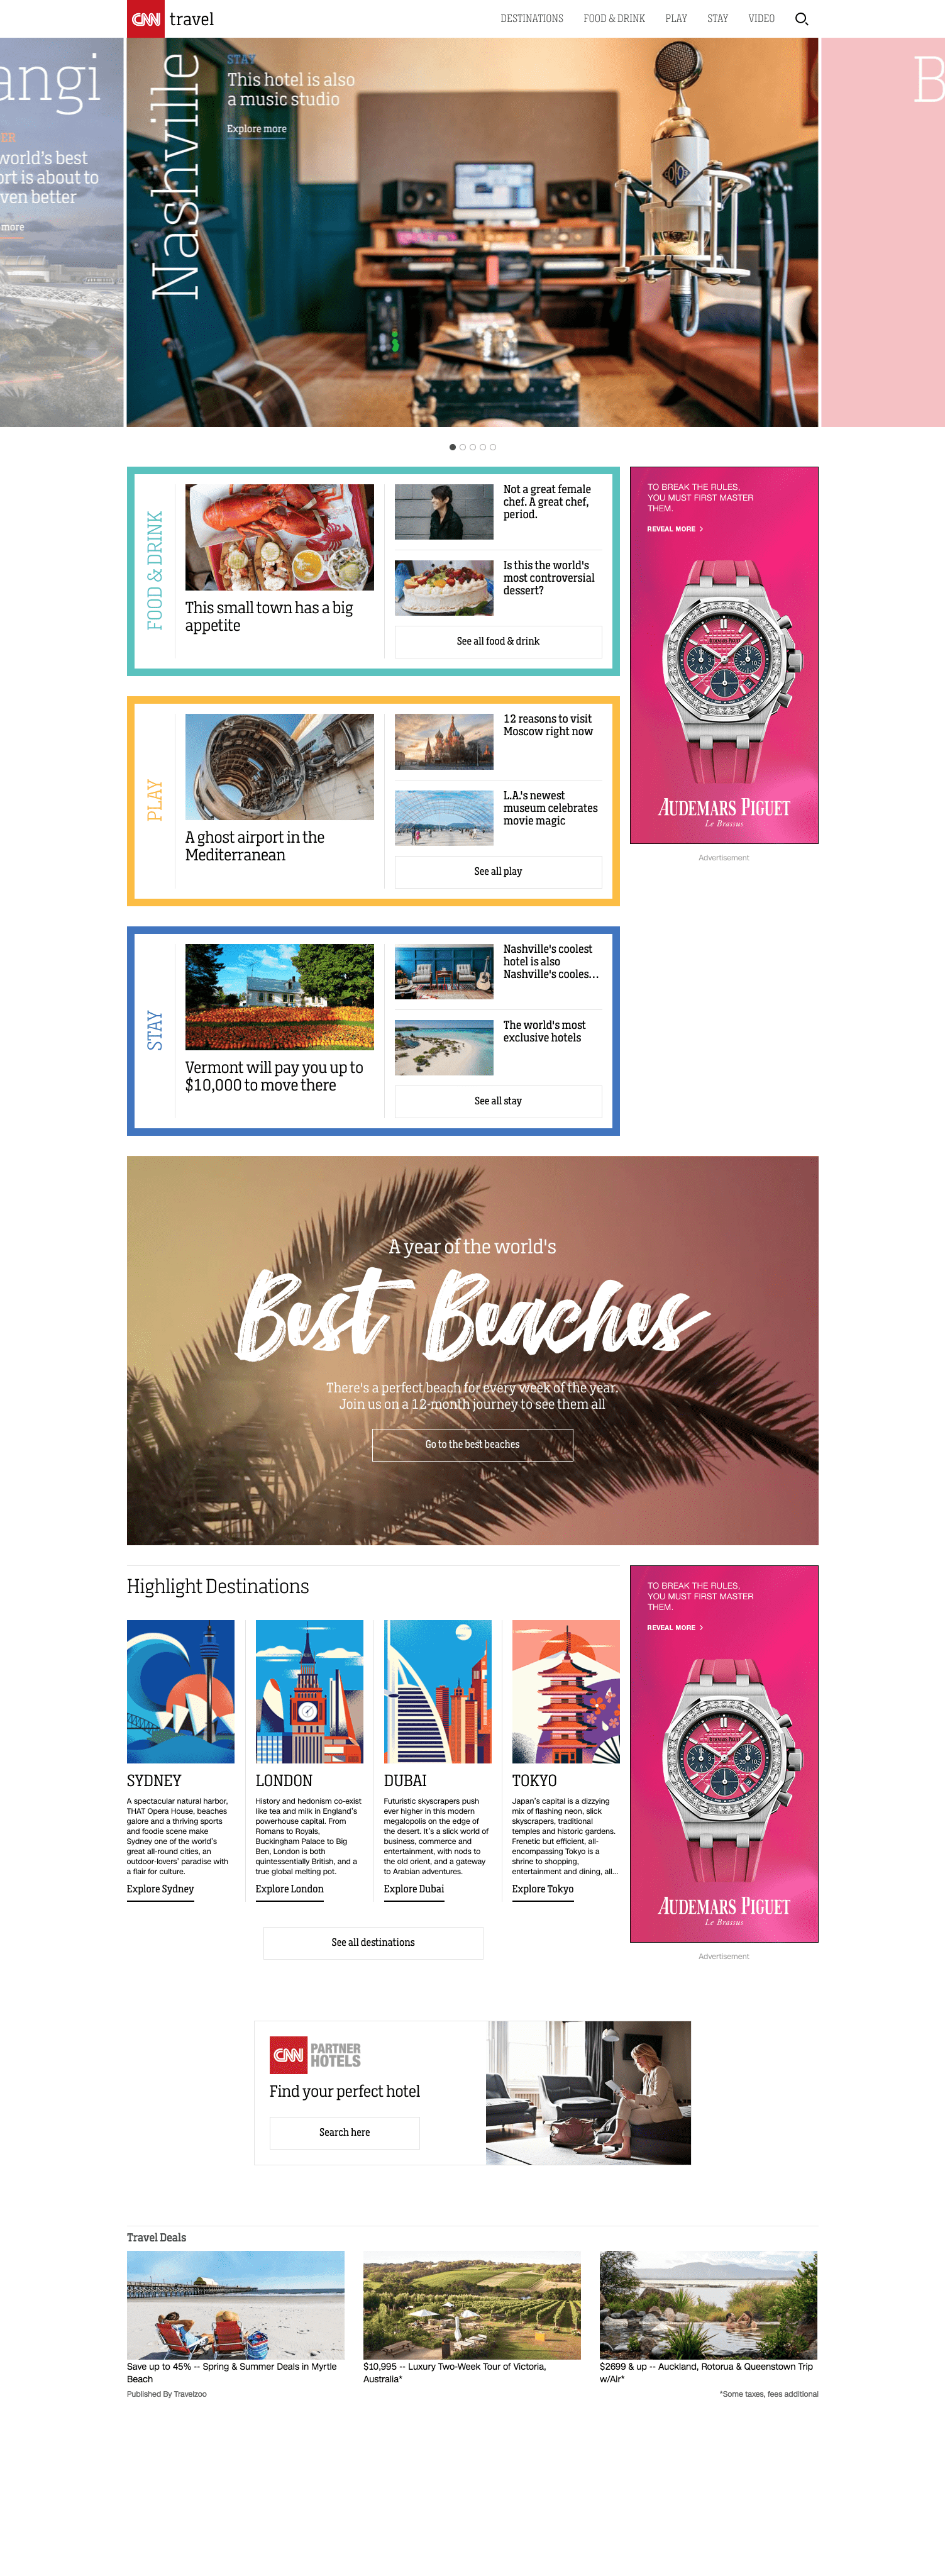 CNN travel
DESTINATIONS FOOD & DRINK PLAY STAY VIDEO
angi
world's best
ort is about to
ven better
more
Nashville
STAY
This hotel is also
a music studio
Explore more
B
FOOD & DRINK
This small town has a big
appetite
Not a great female
chef. A great chef,
period.
Is this the world's
most controversial
dessert?
See all food & drink
TO BREAK THE RULES,
YOU MUST FIRST MASTER
THEM.
REVEAL MORE
AUDEMARS PIGUET
Le Brassus
Advertisement
PLAY
A ghost airport in the
Mediterranean
12 reasons to visit
Moscow right now
L.A.'s newest
museum celebrates
movie magic
See all play
STAY
Vermont will pay you up to
$10,000 to move there
Nashville's coolest
hotel is also
Nashville's cooles...
The world's most
exclusive hotels
See all stay
A year of the world's
Best Beaches
There's a perfect beach for every week of the year.
Join us on a 12-month journey to see them all
Go to the best beaches
Highlight Destinations
SYDNEY
A spectacular natural harbor,
THAT Opera House, beaches
galore and a thriving sports
and foodie scene make
Sydney one of the world's
great all-round cities, an
outdoor-lovers' paradise with
a flair for culture.
Explore Sydney
LONDON
History and hedonism co-exist
like tea and milk in England's
powerhouse capital. From
Romans to Royals,
Buckingham Palace to Big
Ben, London is both
quintessentially British, and a
true global melting pot.
Explore London
DUBAI
Futuristic skyscrapers push
ever higher in this modern
megalopolis on the edge of
the desert. It's a slick world of
business, commerce and
entertainment, with nods to
the old orient, and a gateway
to Arabian adventures.
Explore Dubai
TOKYO
Japan's capital is a dizzying
mix of flashing neon, slick
skyscrapers, traditional
temples and historic gardens.
Frenetic but efficient, all-
encompassing Tokyo is a
shrine to shopping,
entertainment and dining, all...
Explore Tokyo
See all destinations
TO BREAK THE RULES,
YOU MUST FIRST MASTER
THEM.
REVEAL MORE
AUDEMARS PIGUET
Le Brassus
Advertisement
CNN PARTNER
HOTELS
Find your perfect hotel
Search here
Travel Deals
Save up to 45% -- Spring & Summer Deals in Myrtle
Beach
$10,995 -- Luxury Two-Week Tour of Victoria,
Australia*
$2699 & up -- Auckland, Rotorua & Queenstown Trip
w/Air*
Published By Travelzoo
*Some taxes, fees additional